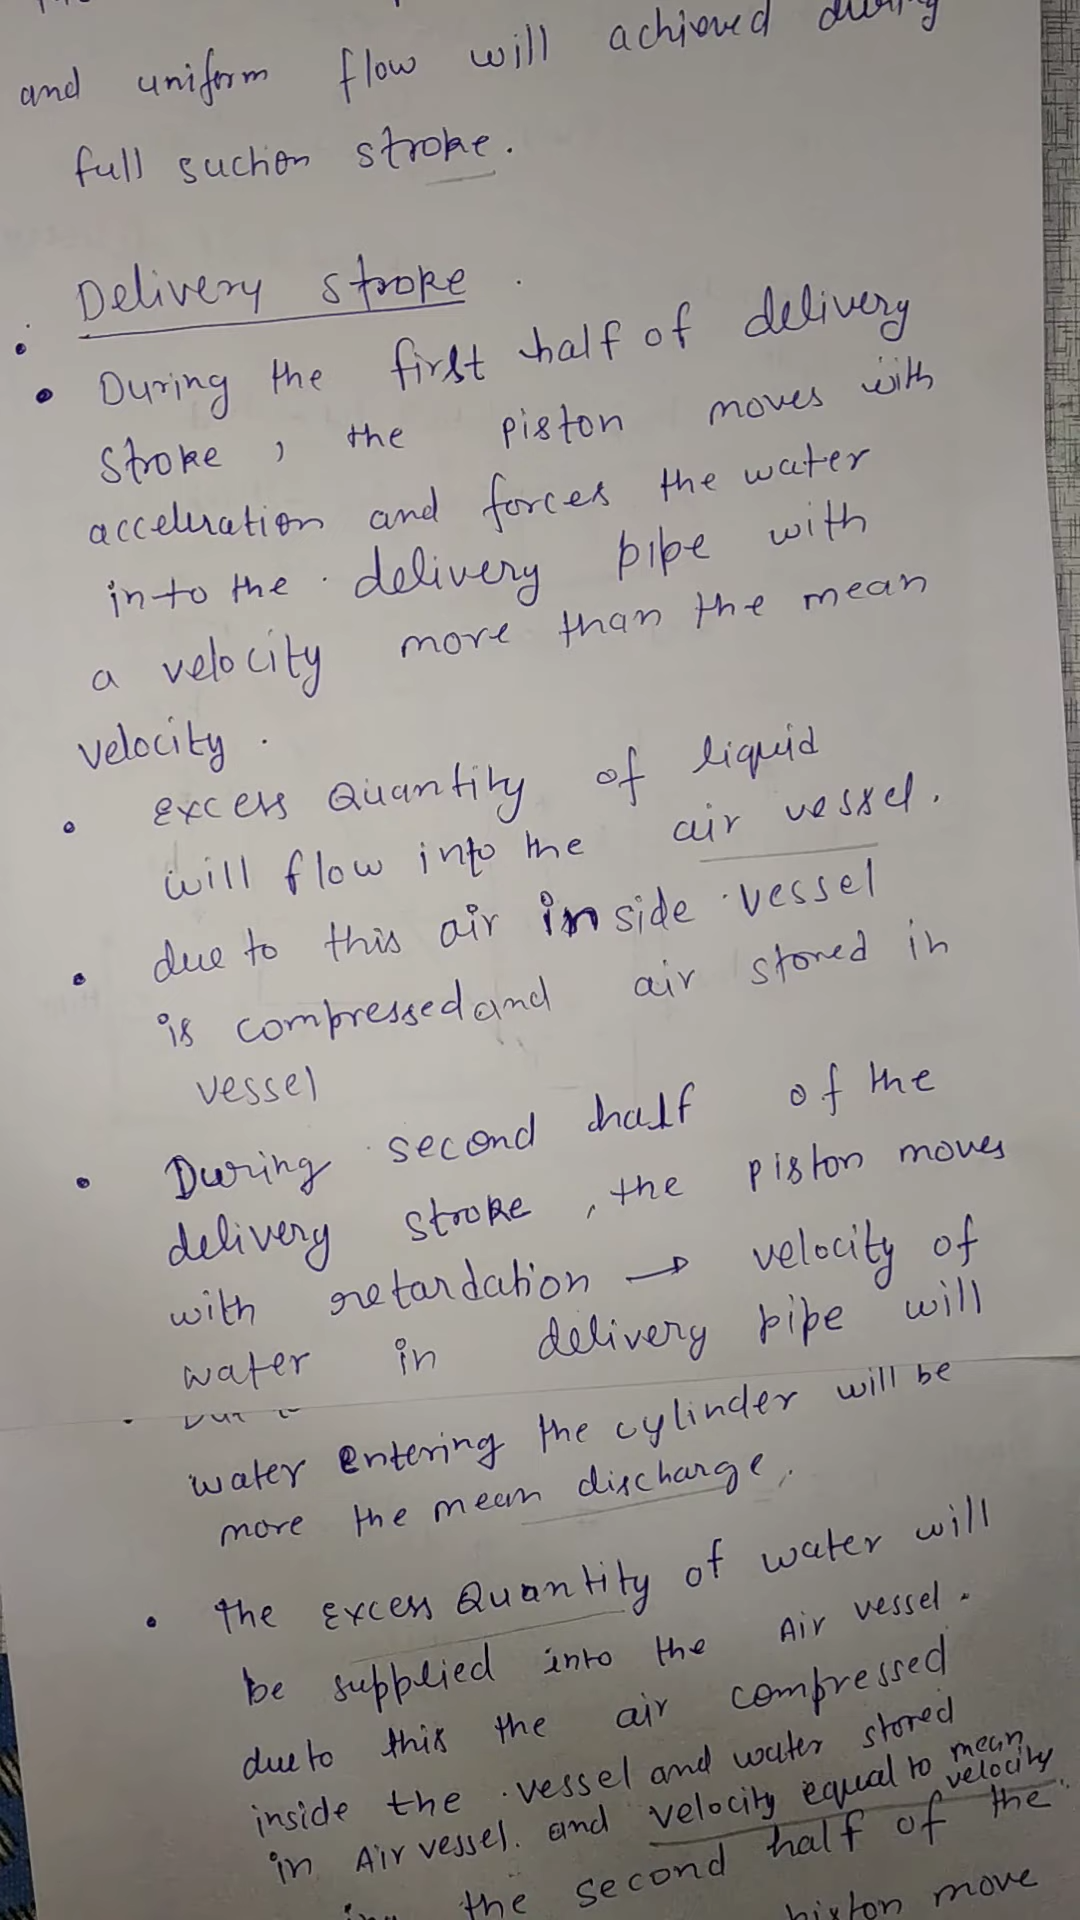 and uniform flow will achieved during
full suction stroke.
Delivery stroke
During the first half of delivery
stroke, the piston moves with
acceleration and forces the water
into the delivery pipe with
a velocity more than the mean
velocity.
excess Quantity of liquid
will flow into the air vessel.
due to this air inside vessel
is compressed and air stored in
vessel
During second half of the
delivery stroke, the piston moves
with retardation → velocity of
water in delivery pipe will
water entering the cylinder will be
more the mean discharge.
the excess Quantity of water will
be supplied into the Air vessel.
due to this the air compressed
inside the vessel and water stored
in Air vessel. and velocity equal to mean velocity
the second half of the
piston move